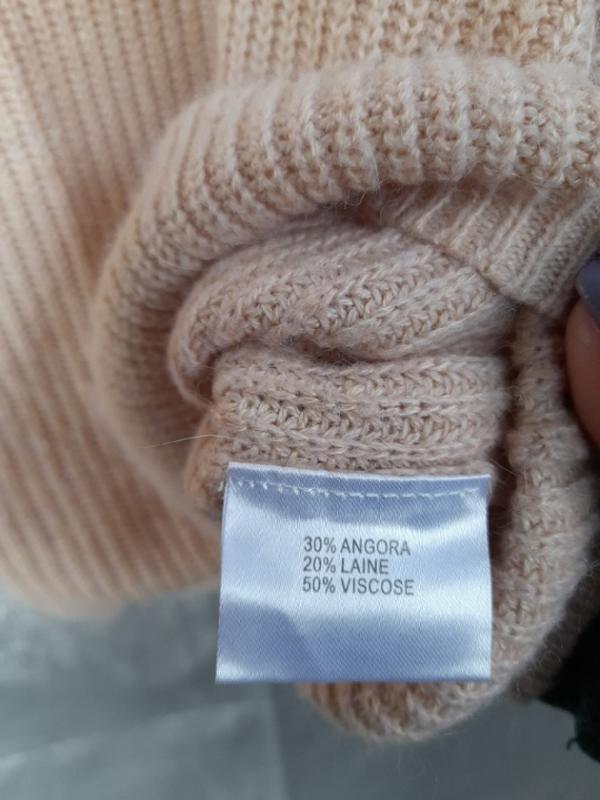 30% ANGORA
20% LAINE
50% VISCOSE